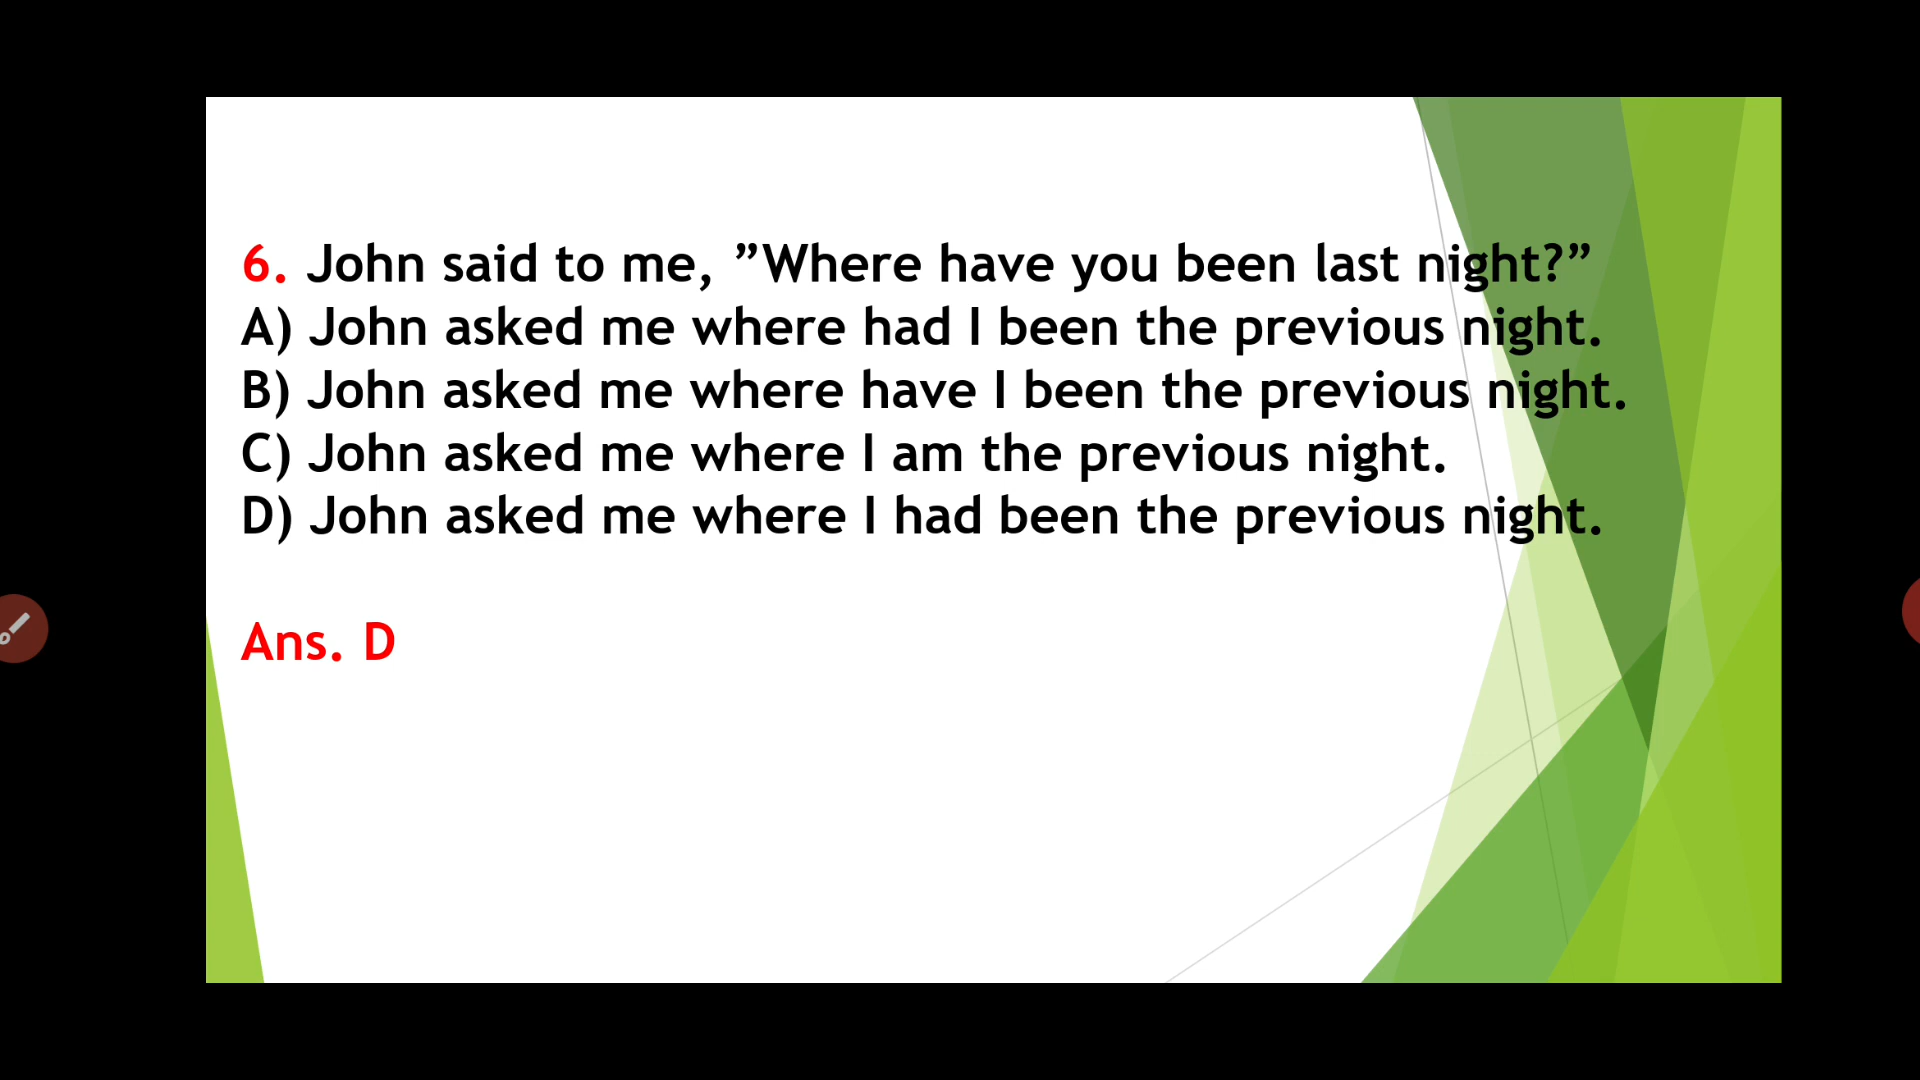 6. John said to me, ”Where have you been last night?”
A) John asked me where had I been the previous night.
B) John asked me where have I been the previous night.
C) John asked me where I am the previous night.
D) John asked me where I had been the previous night.
Ans. D